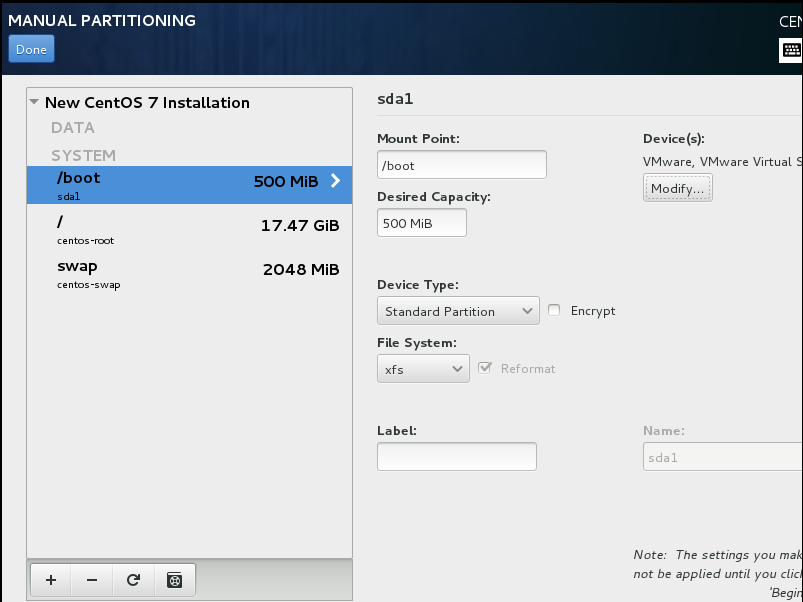 MANUAL PARTITIONING
Done
New CentOS 7 Installation
DATA
SYSTEM
/boot
500 MiB
sda1
/
17.47 GiB
centos-root
swap
2048 MiB
centos-swap
+
−
sda1
Mount Point:
/boot
Desired Capacity:
500 MiB
Device(s):
VMware, VMware Virtual S
Modify...
Device Type:
Standard Partition
Encrypt
File System:
xfs
Reformat
Label:
Name:
sda1
Note: The settings you mak
not be applied until you clic
'Begin
CEN